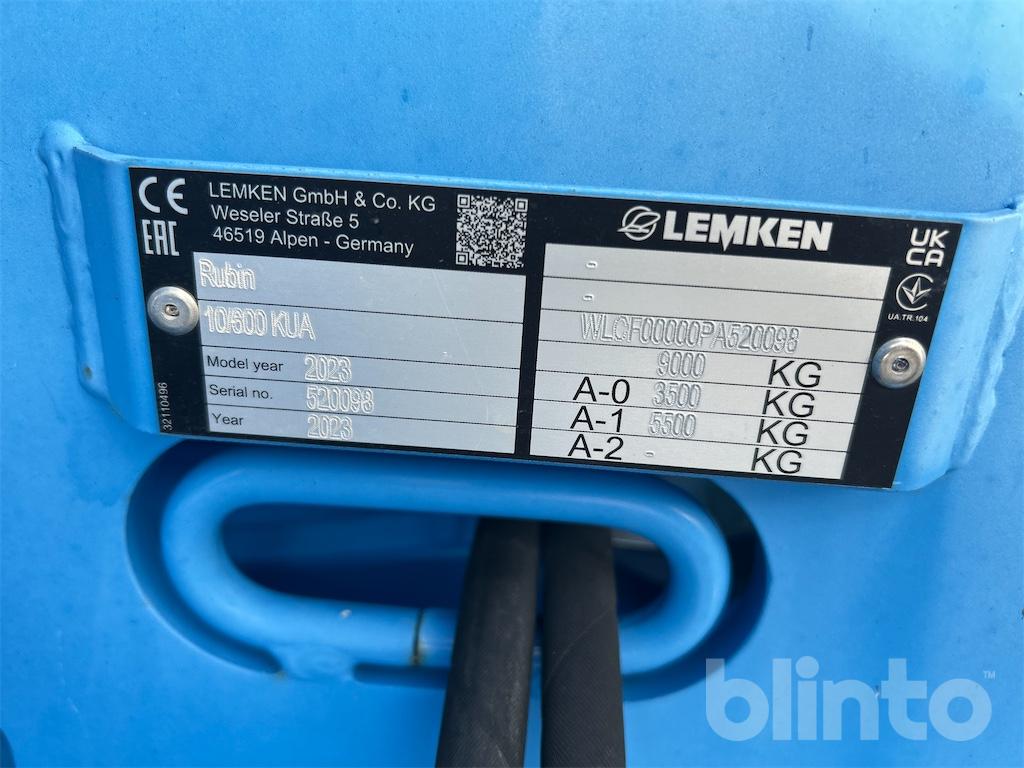 CE
EAC
LEMKEN GmbH & Co. KG
Weseler Straße 5
46519 Alpen - Germany
Rubin
10/600 KUA
Model year 2023
Serial no. 520098
Year 2023
32110496
LEMKEN
-
-
WLCF00000PA520098
9000 KG
A-0 3500 KG
A-1 5500 KG
A-2 - KG
UK
CA
UA.TR.104
blinto™